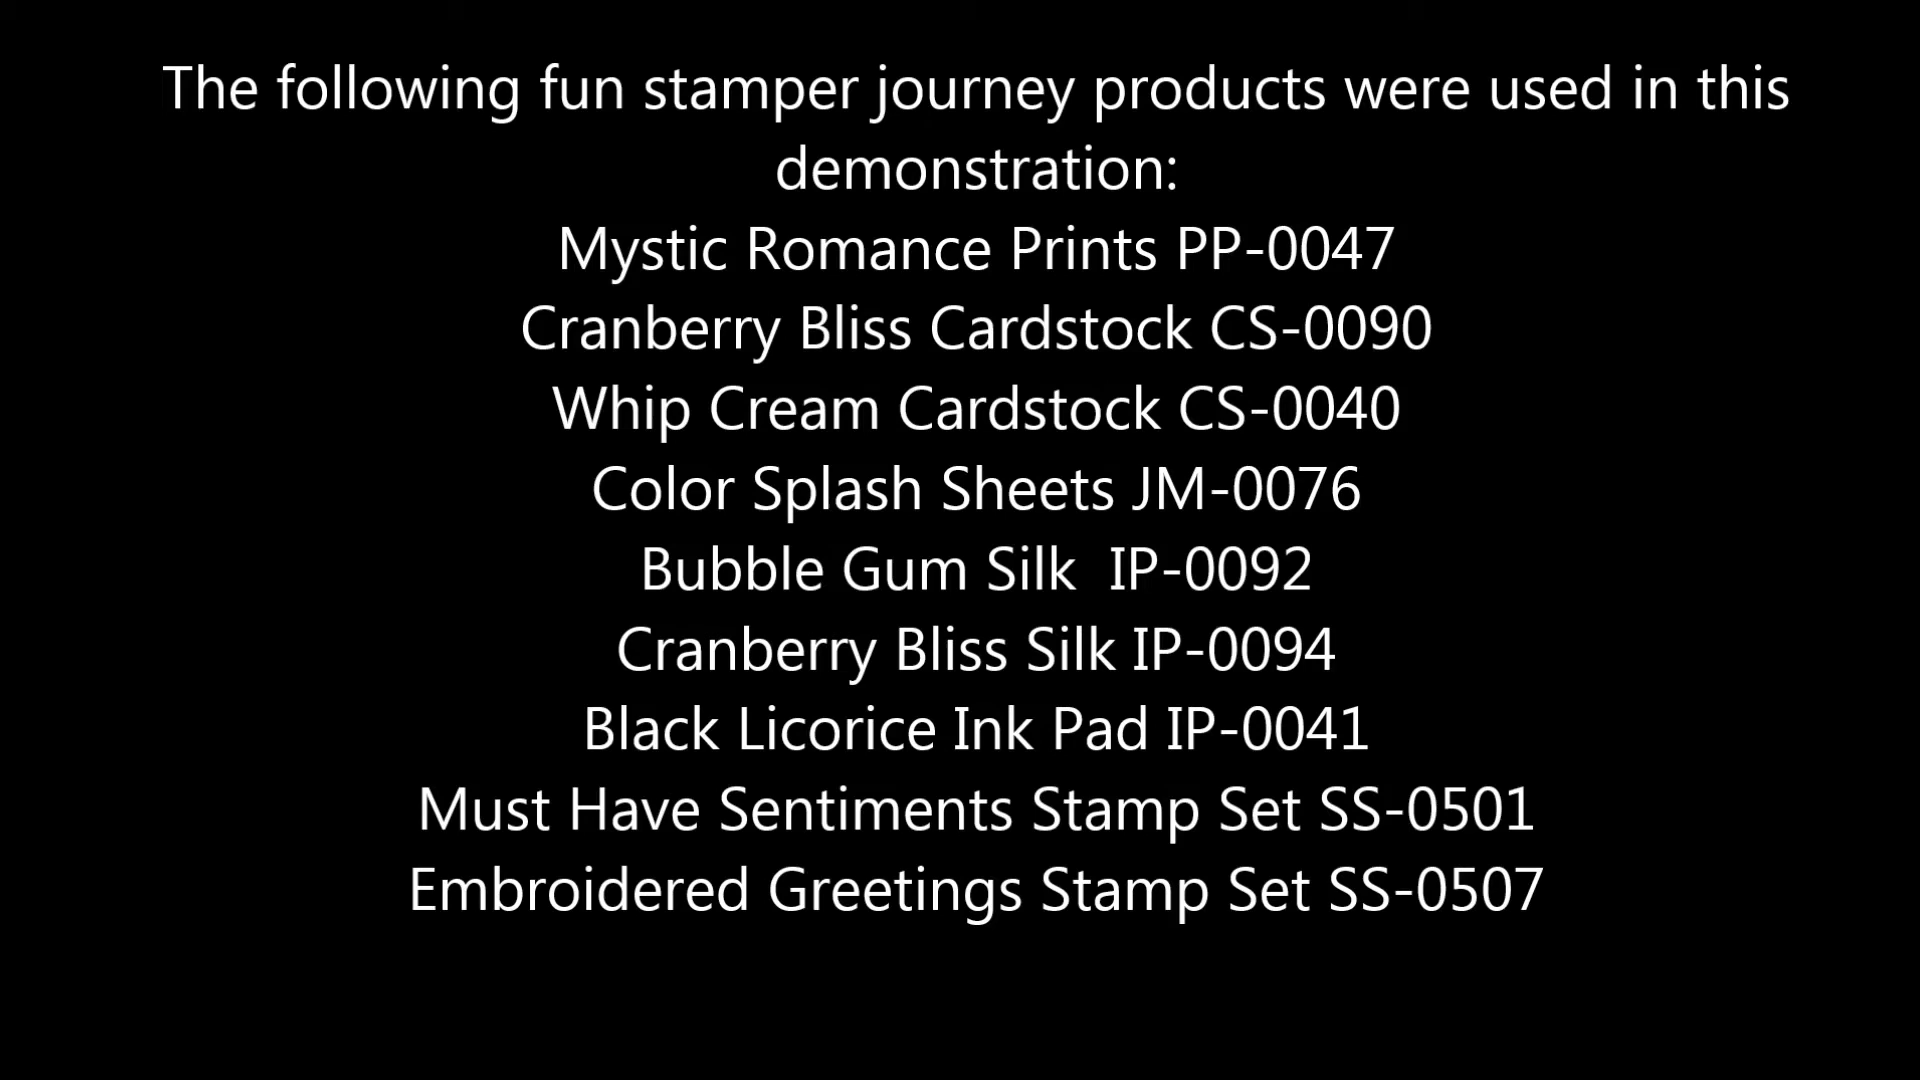 The following fun stamper journey products were used in this
demonstration:
Mystic Romance Prints PP-0047
Cranberry Bliss Cardstock CS-0090
Whip Cream Cardstock CS-0040
Color Splash Sheets JM-0076
Bubble Gum Silk  IP-0092
Cranberry Bliss Silk IP-0094
Black Licorice Ink Pad IP-0041
Must Have Sentiments Stamp Set SS-0501
Embroidered Greetings Stamp Set SS-0507